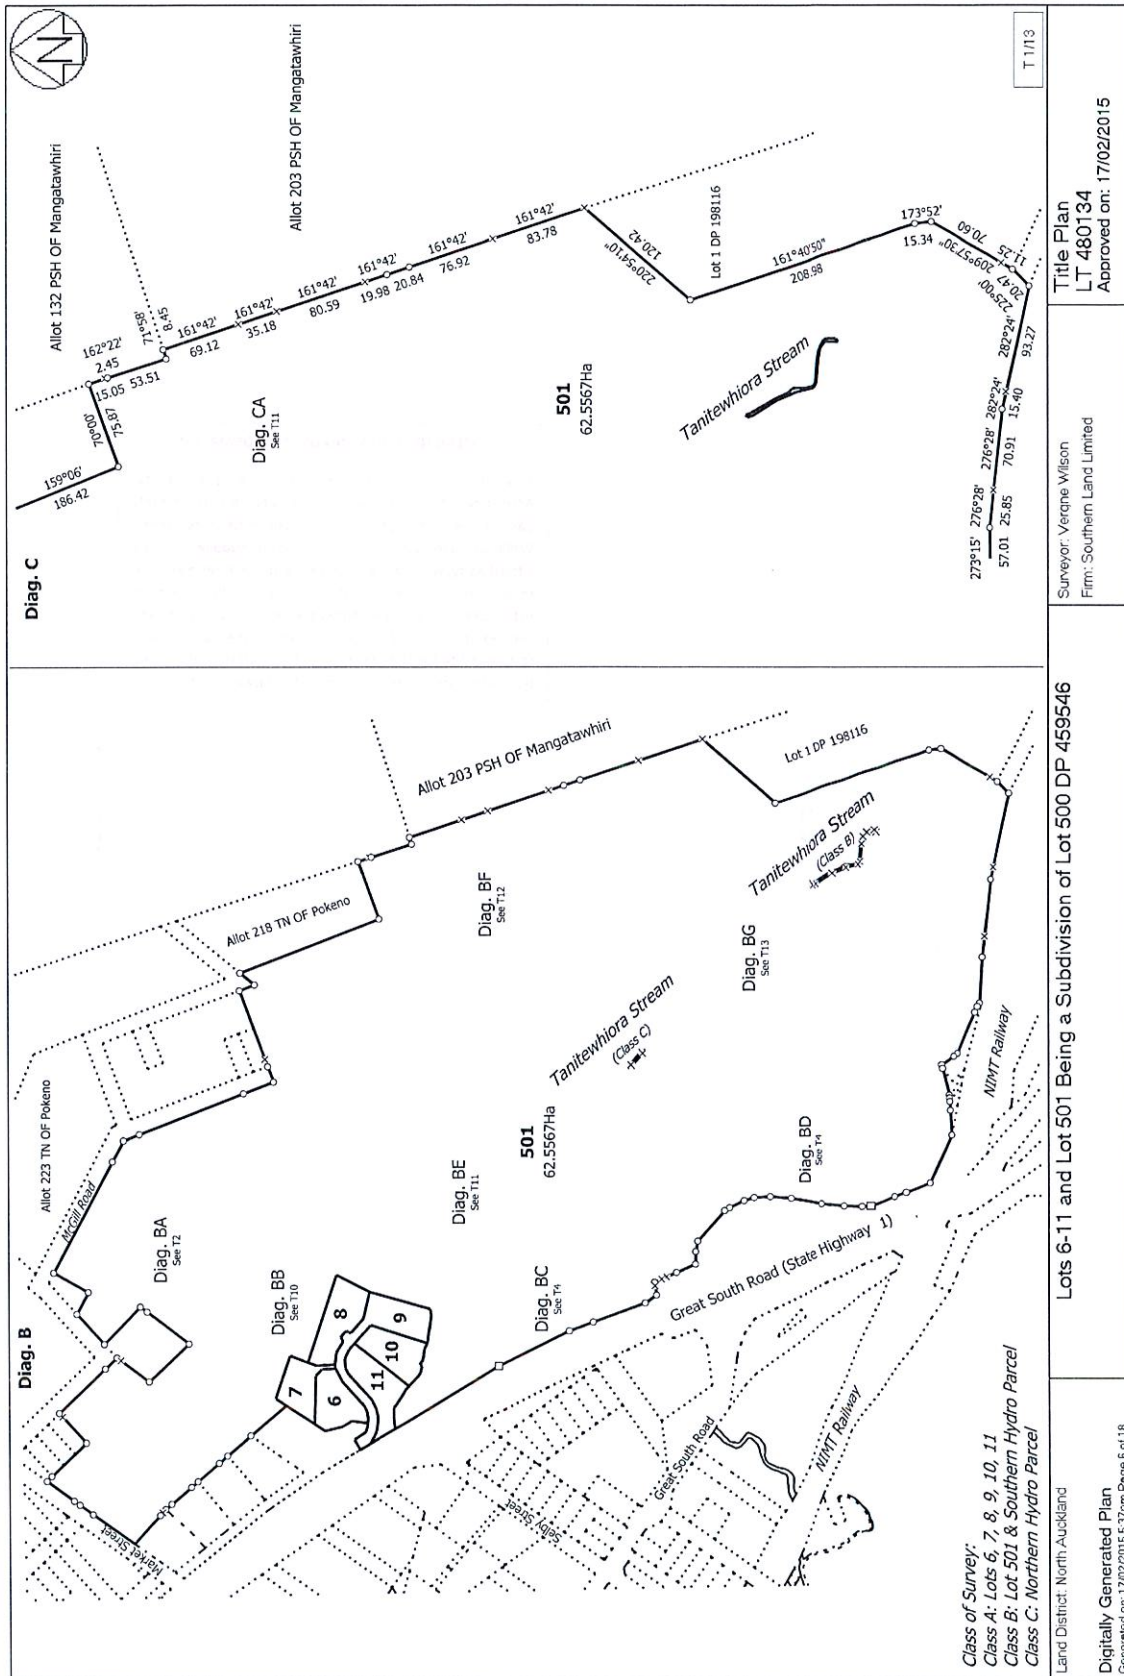 Diag. B
Allot 223 TN OF Pokeno
McGill Road
Allot 218 TN OF Pokeno
Allot 203 PSH OF Mangatawhiri
Lot 1 DP 198116
Market Street
Diag. BA
See T2
Diag. BB
See T10
7
8
6
9
10
11
Diag. BE
See T11
Diag. BF
See T12
501
62.5567Ha
Tanitewhiora Stream
(Class C)
Tanitewhiora Stream
(Class B)
Diag. BG
See T13
Diag. BC
Diag. BD
See T4
Great South Road (State Highway 1)
Selby Street
Great South Road
NIMT Railway
NIMT Railway
Class of Survey:
Class A: Lots 6, 7, 8, 9, 10, 11
Class B: Lot 501 & Southern Hydro Parcel
Class C: Northern Hydro Parcel
Diag. C
N
159°06'
186.42
70°00'
75.87
Allot 132 PSH OF Mangatawhiri
162°22'
2.45
15.05
53.51
71°58'
8.45
161°42'
69.12
161°42'
35.18
161°42'
80.59
161°42'
19.98
20.84
161°42'
76.92
161°42'
83.78
Allot 203 PSH OF Mangatawhiri
Diag. CA
See T11
501
62.5567Ha
220°54'10"
120.42
Lot 1 DP 198116
161°40'50"
208.98
173°52'
15.34
209°57'30"
70.60
11.25
225°00'
20.47
282°24'
93.27
282°24'
15.40
276°28'
70.91
276°28'
25.85
273°15'
57.01
Tanitewhiora Stream
T 1/13
Land District: North Auckland
Digitally Generated Plan
Generated on: 17/02/2015 5:37pm Page 6 of 18
Lots 6-11 and Lot 501 Being a Subdivision of Lot 500 DP 459546
Surveyor: Vergne Wilson
Firm: Southern Land Limited
Title Plan
LT 480134
Approved on: 17/02/2015